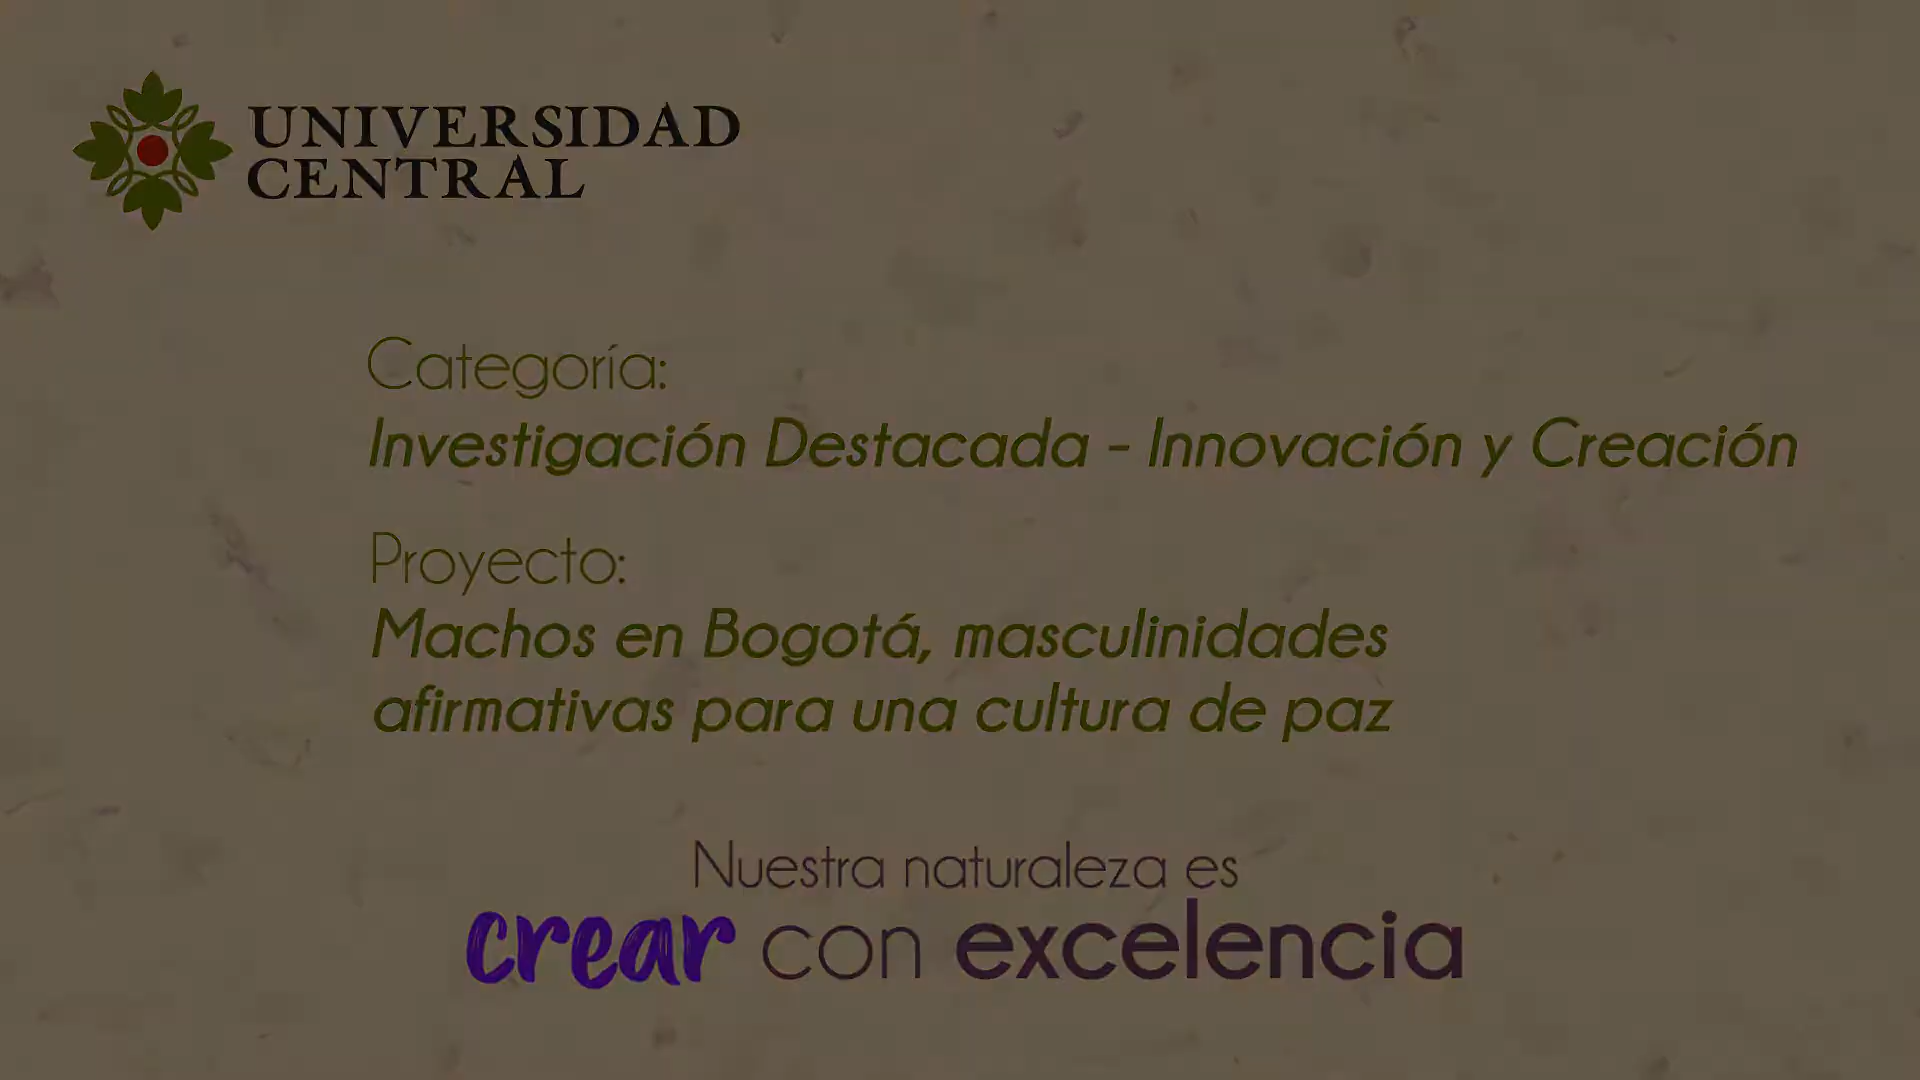 UNIVERSIDAD
CENTRAL
Categoría:
Investigación Destacada - Innovación y Creación
Proyecto:
Machos en Bogotá, masculinidades
afirmativas para una cultura de paz
Nuestra naturaleza es
crear con excelencia